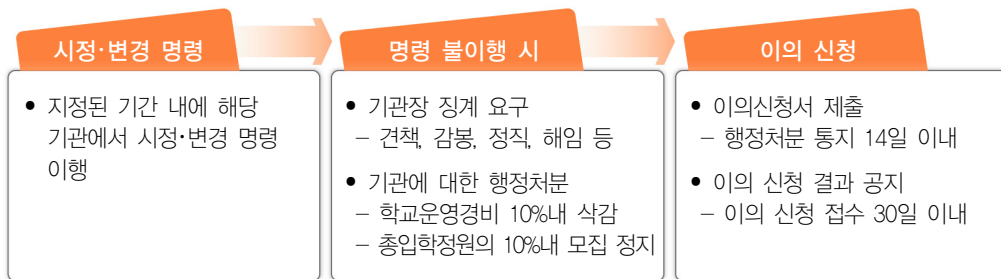 시정·변경 명령
• 지정된 기간 내에 해당
기관에서 시정·변경 명령
이행
명령 불이행 시
• 기관장 징계 요구
– 견책, 감봉, 정직, 해임 등
• 기관에 대한 행정처분
– 학교운영경비 10%내 삭감
– 총입학정원의 10%내 모집 정지
이의 신청
• 이의신청서 제출
– 행정처분 통지 14일 이내
• 이의 신청 결과 공지
– 이의 신청 접수 30일 이내